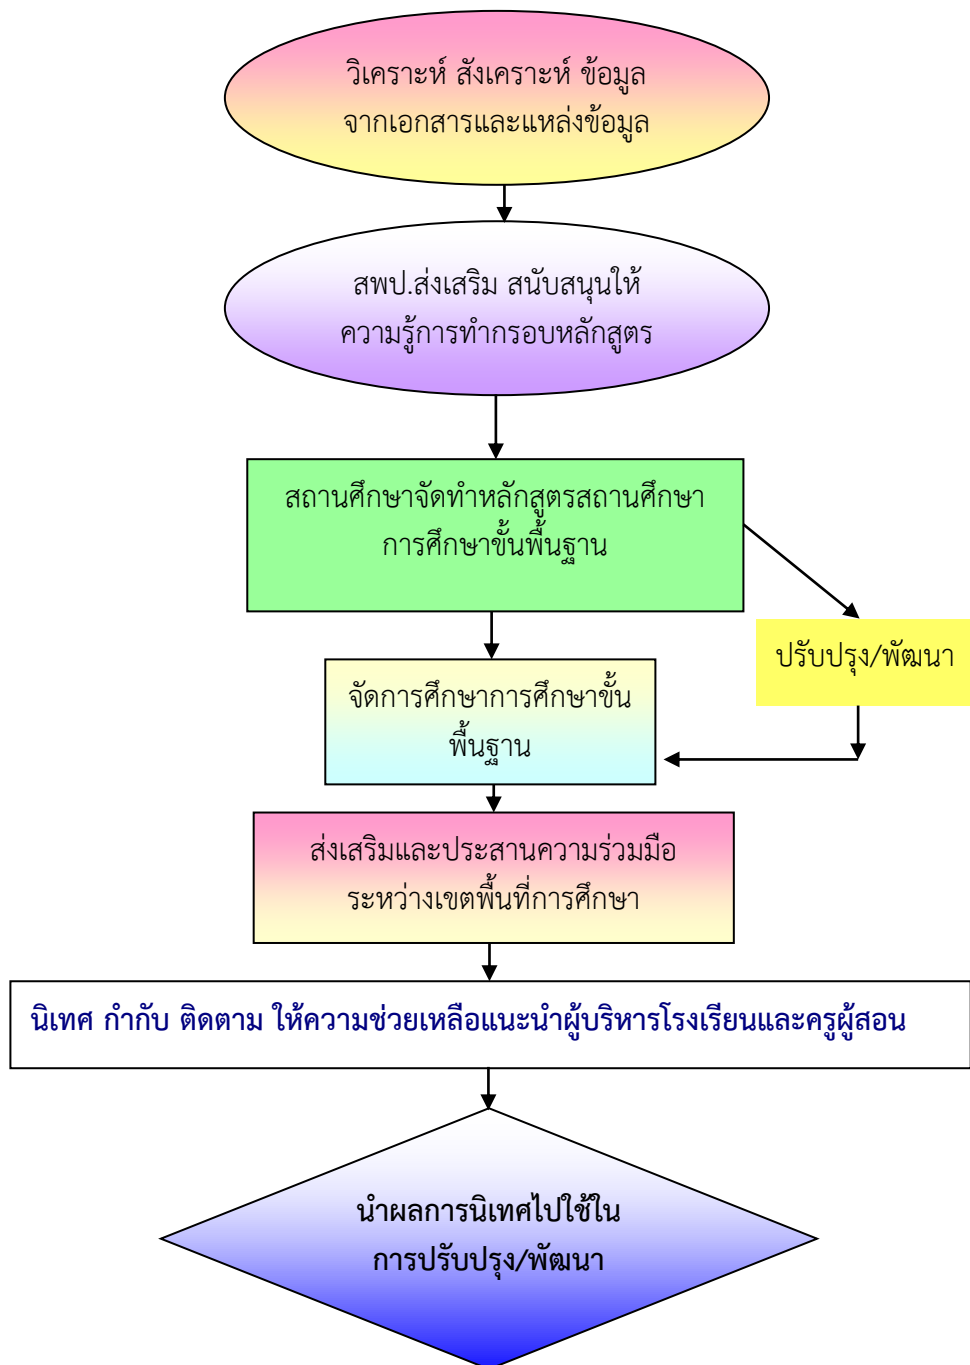 วิเคราะห์ สังเคราะห์ ข้อมูล
จากเอกสารและแหล่งข้อมูล
สพป.ส่งเสริม สนับสนุนให้
ความรู้การทำกรอบหลักสูตร
สถานศึกษาจัดทำหลักสูตรสถานศึกษา
การศึกษาขั้นพื้นฐาน
ปรับปรุง/พัฒนา
จัดการศึกษาการศึกษาขั้น
พื้นฐาน
ส่งเสริมและประสานความร่วมมือ
ระหว่างเขตพื้นที่การศึกษา
นิเทศ กำกับ ติดตาม ให้ความช่วยเหลือแนะนำผู้บริหารโรงเรียนและครูผู้สอน
นำผลการนิเทศไปใช้ใน
การปรับปรุง/พัฒนา